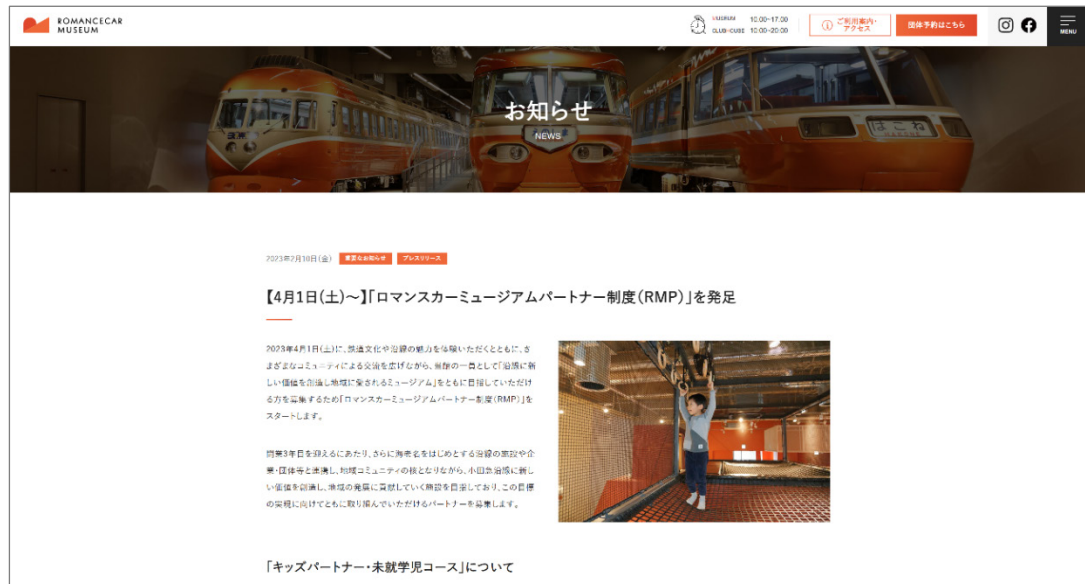 ROMANCECAR
MUSEUM
MUSEUM 10:00-17:00
CLUB-CUBE 10:00-20:00
ご利用案内・
アクセス
団体予約はこちら
MENU
はこね
お知らせ
NEWS
2023年2月10日(金) 重要なお知らせ プレスリリース
【4月1日(土)~】「ロマンスカーミュージアムパートナー制度(RMP)」を発足
2023年4月1日(土)に、鉄道文化や沿線の魅力を体験いただくとともに、さ
まざまなコミュニティによる交流を広げながら、当館の一員として「沿線に新
しい価値を創造し地域に愛されるミュージアム」をともに目指していただけ
る方を募集するため「ロマンスカーミュージアムパートナー制度(RMP)」を
スタートします。
開業3年目を迎えるにあたり、さらに海老名をはじめとする沿線の施設や企
業・団体等と連携し、地域コミュニティの核となりながら、小田急沿線に新し
い価値を創造し、地域の発展に貢献していく施設を目指しており、この目標
の実現に向けてともに取り組んでいただけるパートナーを募集します。
「キッズパートナー・未就学児コース」について